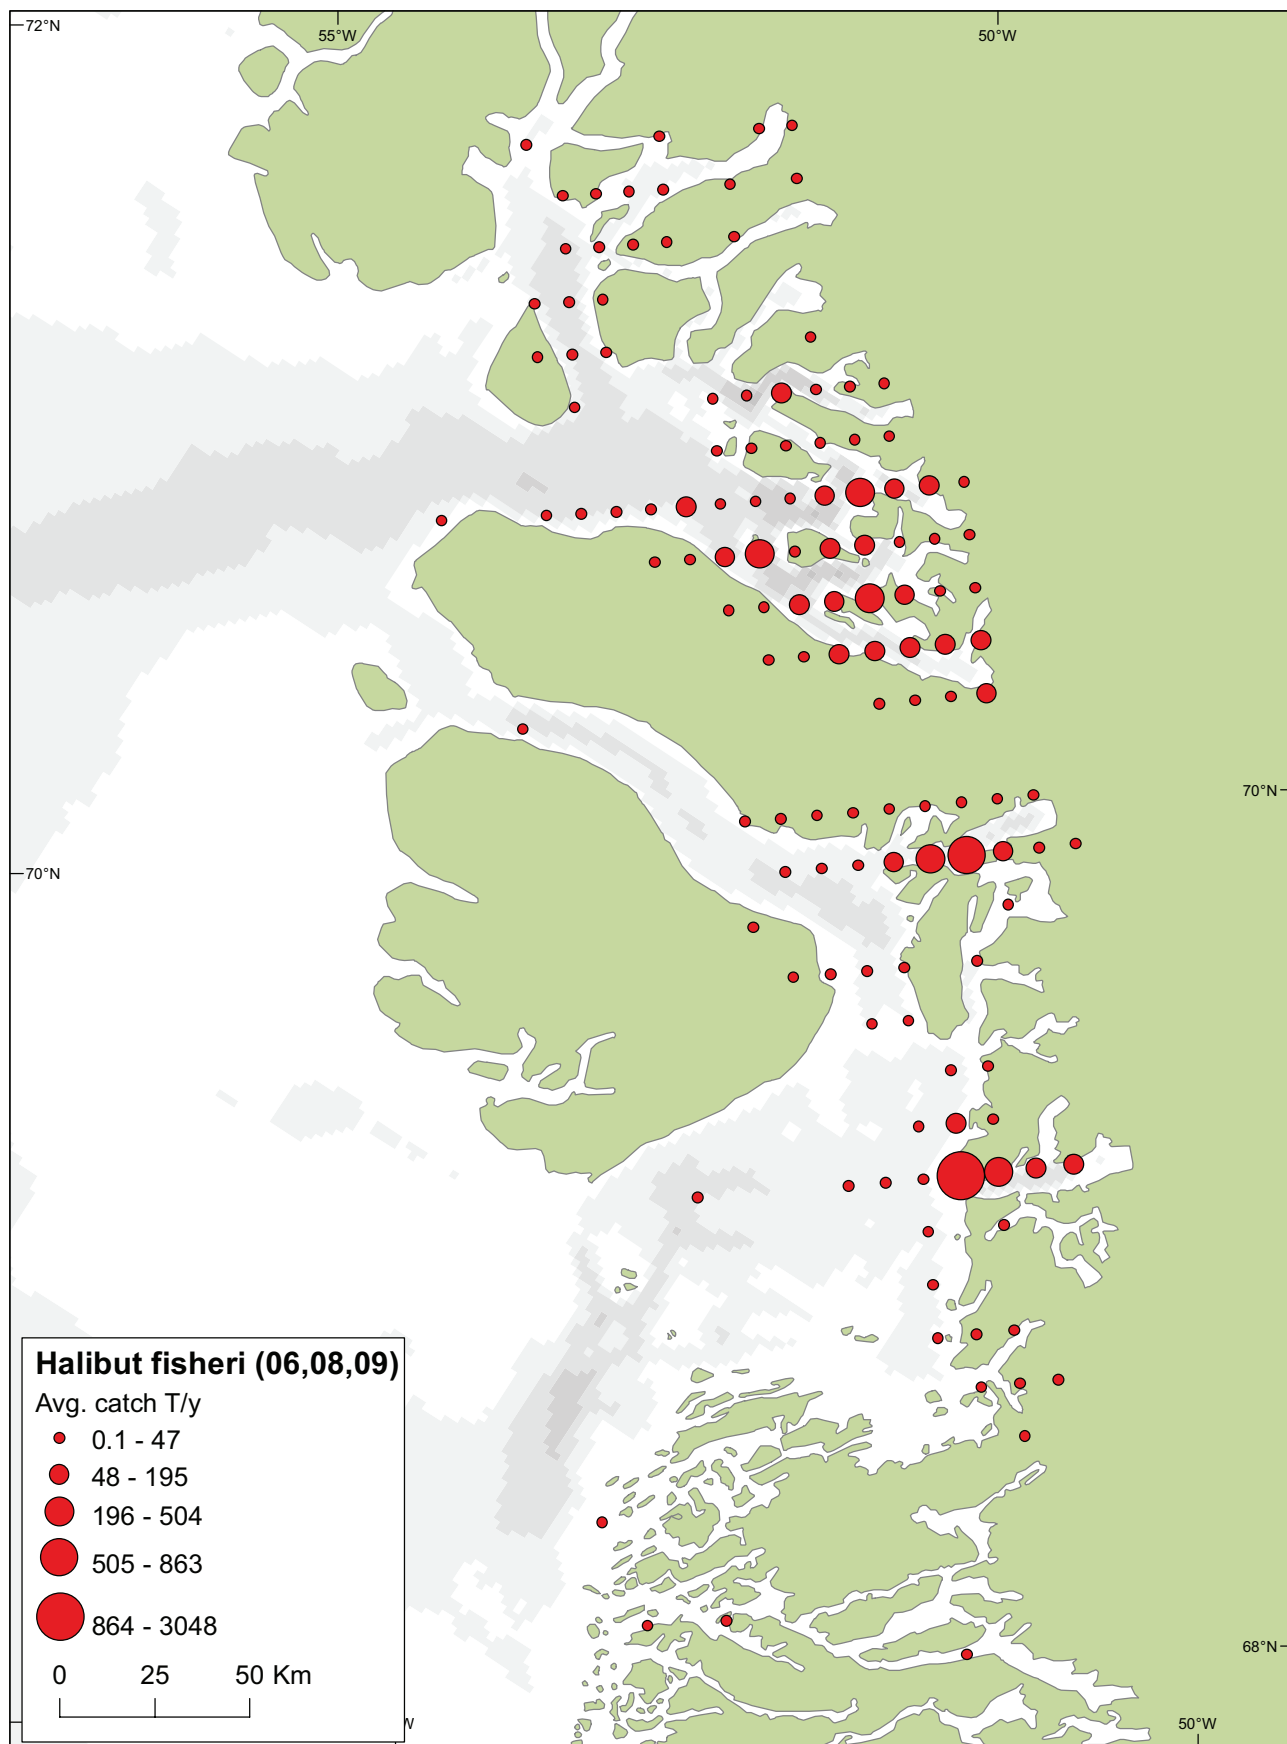 72°N
55°W
50°W
70°N
70°N
68°N
50°W
W
Halibut fisheri (06,08,09)
Avg. catch T/y
0.1 - 47
48 - 195
196 - 504
505 - 863
864 - 3048
0 25 50 Km